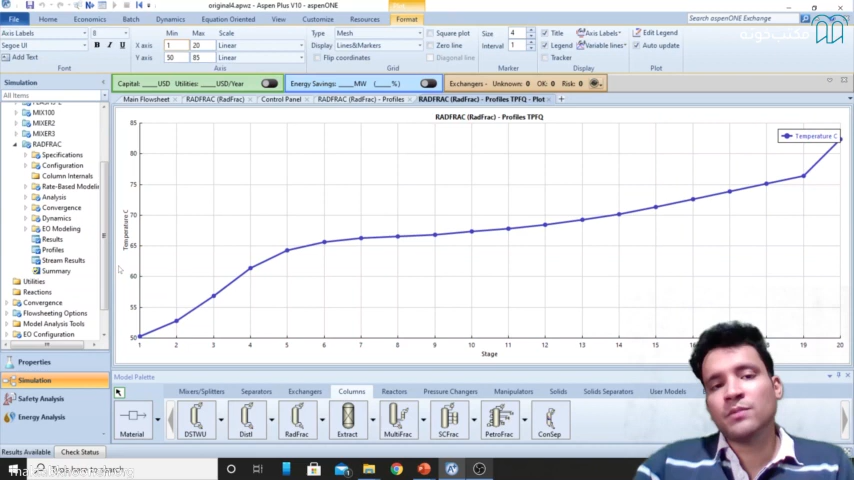 original4.apwz - Aspen Plus V10 - aspenONE
File Home Economics Batch Dynamics Equation Oriented View Customize Resources Format Search aspenONE Exchange
مکتب‌خونه
Axis Labels 8 Min Max Scale Type Mesh Square plot Size 4 Title Axis Labels Edit Legend
Segoe UI B I U X axis 1 20 Linear Display Lines&Markers Zero line Interval 1 Legend Variable lines Auto update
Add Text Y axis 50 85 Linear Grid Diagonal line Tracker
Flip coordinates
Font Axis Display Marker Show Plot
Simulation
Capital: USD Utilities: USD/Year Energy Savings: MW ( %) Exchangers - Unknown: 0 OK: 0 Risk: 0
All Items
Main Flowsheet RADFRAC (RadFrac) Control Panel RADFRAC (RadFrac) - Profiles RADFRAC (RadFrac) - Profiles TPFQ - Plot
MIX100
MIXER2
MIXER3
RADFRAC
Specifications
Configuration
Column Internals
Rate-Based Modelin
Analysis
Convergence
Dynamics
EO Modeling
Results
Profiles
Stream Results
Summary
Utilities
Reactions
Convergence
Flowsheeting Options
Model Analysis Tools
EO Configuration
Properties
Simulation
Safety Analysis
Energy Analysis
RADFRAC (RadFrac) - Profiles TPFQ
Temperature C
Temperature C
85
80
75
70
65
60
55
50
1 2 3 4 5 6 7 8 9 10 11 12 13 14 15 16 17 20
Stage
Model Palette
Mixers/Splitters Separators Exchangers Columns Reactors Pressure Changers Manipulators Solids Solids Separators User Models
Material DSTWU Distl RadFrac Extract MultiFrac SCFrac PetroFrac ConSep
Results Available Check Status
Type here to search